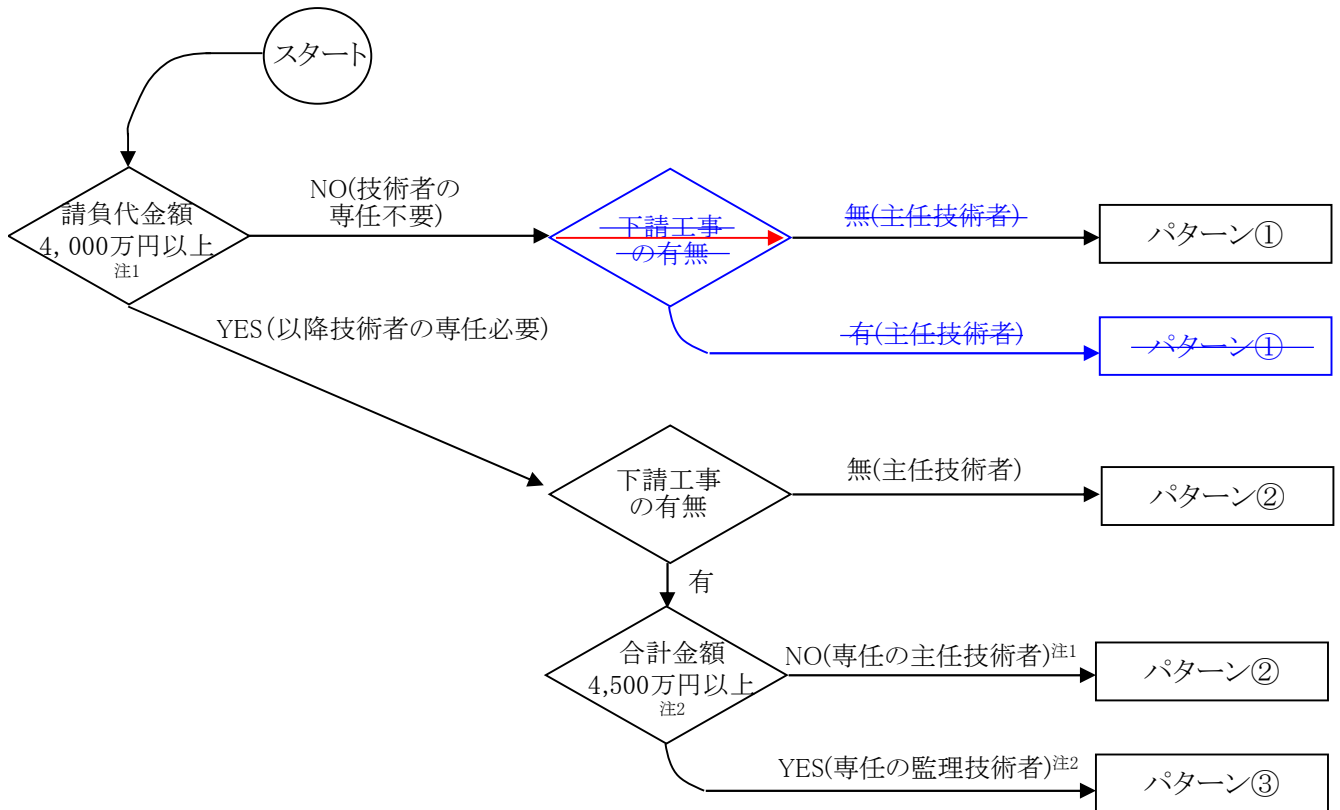 スタート
請負代金額
4,000万円以上
注1
NO(技術者の
専任不要)
下請工事
の有無
無(主任技術者)
パターン①
有(主任技術者)
パターン①
YES(以降技術者の専任必要)
下請工事
の有無
無(主任技術者)
パターン②
有
合計金額
4,500万円以上
注2
NO(専任の主任技術者)注1
パターン②
YES(専任の監理技術者)注2
パターン③